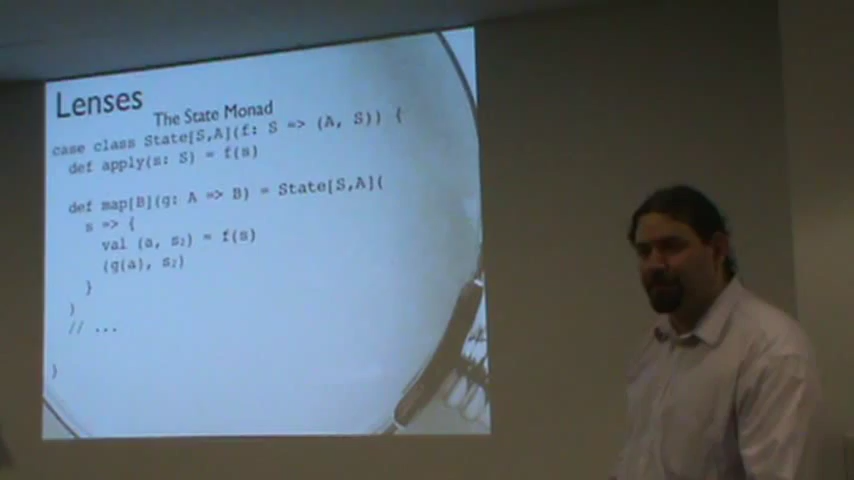 Lenses
The State Monad
case class State[S,A](f: S => (A, S)) {
def apply(s: S) = f(s)
def map[B](g: A => B) = State[S,A](
s => {
val (a, s₂) = f(s)
(g(a), s₂)
}
)
// ...
}